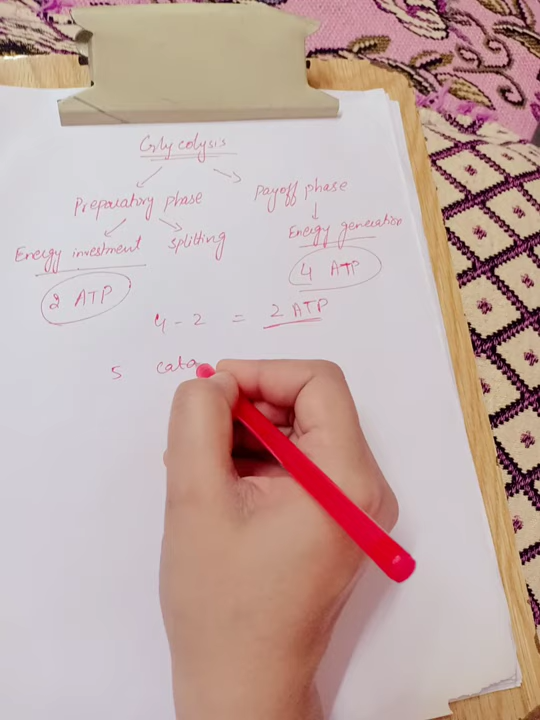 Glycolysis
Preparatory phase
Payoff phase
Energy investment
splitting
Energy generation
2 ATP
4 ATP
4 - 2 = 2 ATP
5 cata